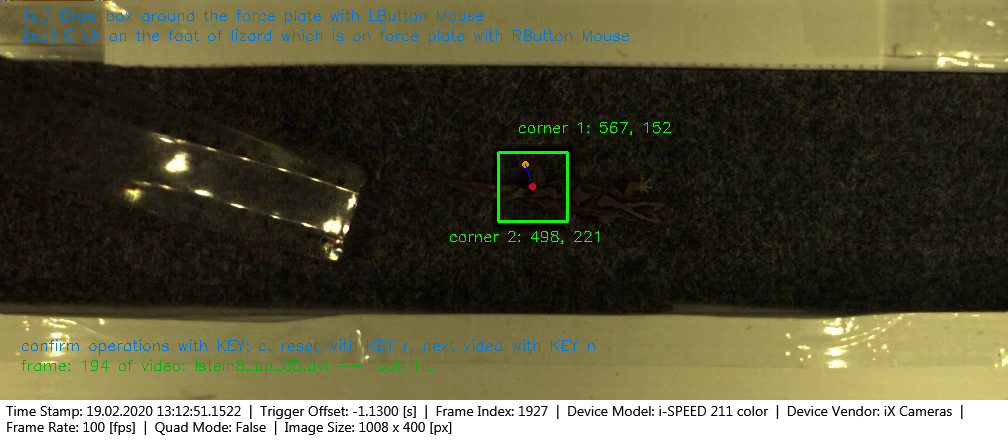 1st) Draw box around the force plate with LButton Mouse
2nd) Click on the foot of lizard which is on force plate with RButton Mouse
corner 1: 567, 152
corner 2: 498, 221
confirm operations with KEY: c, reset with KEY r, next video with KEY n
frame: 194 of video:
Time Stamp: 19.02.2020 13:12:51.1522 | Trigger Offset: -1.1300 [s] | Frame Index: 1927 | Device Model: i-SPEED 211 color | Device Vendor: iX Cameras |
Frame Rate: 100 [fps] | Quad Mode: False | Image Size: 1008 x 400 [px]